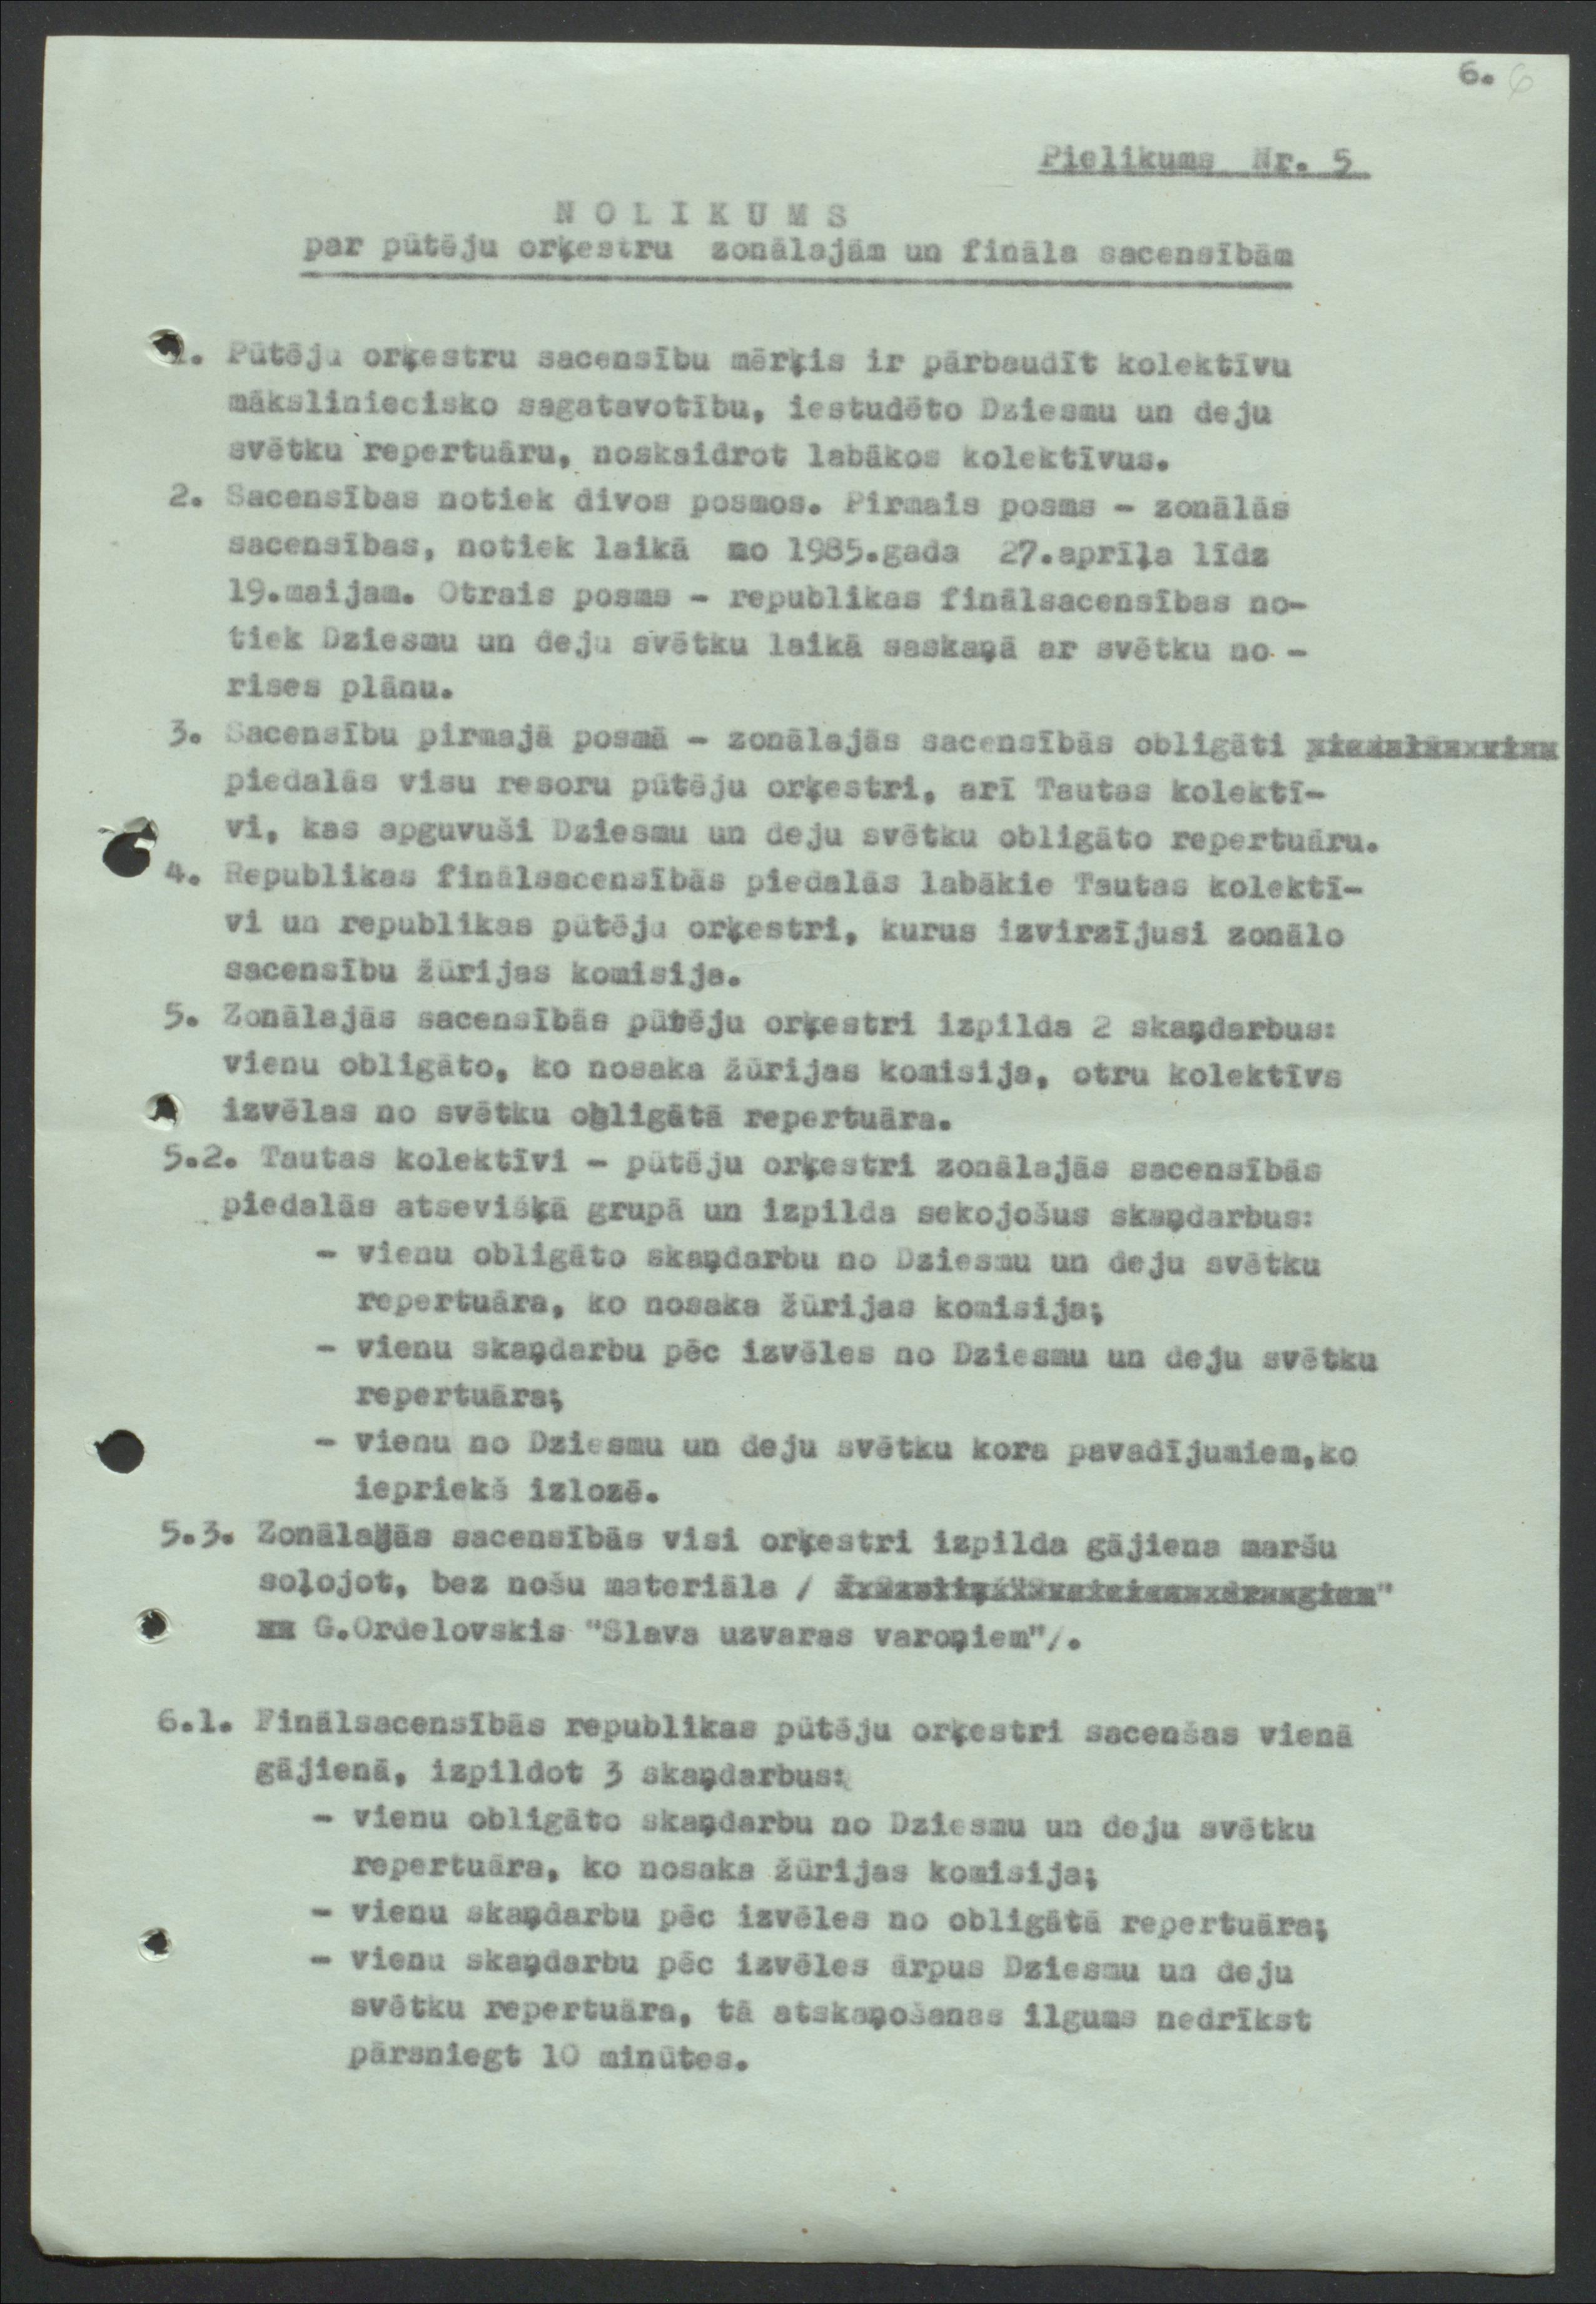 6. 6
Pielikums Nr. 5
N O L I K U M S
par pūtēju orķestru zonālajām un fināla sacensībām
1. Pūtēju orķestru sacensību mērķis ir pārbaudīt kolektīvu
māksliniecisko sagatavotību, iestudēto Dziesmu un deju
svētku repertuāru, noskaidrot labākos kolektīvus.
2. Sacensības notiek divos posmos. Pirmais posms - zonālās
sacensības, notiek laikā no 1985.gada 27.aprīļa līdz
19.maijam. Otrais posms - republikas finālsacensības no-
tiek Dziesmu un deju svētku laikā saskaņā ar svētku no -
rises plānu.
3. Sacensību pirmajā posmā - zonālajās sacensībās obligāti
piedalās visu resoru pūtēju orķestri, arī Tautas kolektī-
vi, kas apguvuši Dziesmu un deju svētku obligāto repertuāru.
4. Republikas finālsacensībās piedalās labākie Tautas kolektī-
vi un republikas pūtēju orķestri, kurus izvirzījusi zonālo
sacensību žūrijas komisija.
5. Zonālajās sacensībās pūtēju orķestri izpilda 2 skaņdarbus:
vienu obligāto, ko nosaka žūrijas komisija, otru kolektīvs
izvēlas no svētku obligātā repertuāra.
5.2. Tautas kolektīvi - pūtēju orķestri zonālajās sacensībās
piedalās atsevišķā grupā un izpilda sekojošus skaņdarbus:
- vienu obligāto skaņdarbu no Dziesmu un deju svētku
repertuāra, ko nosaka žūrijas komisija;
- vienu skaņdarbu pēc izvēles no Dziesmu un deju svētku
repertuāra;
- vienu no Dziesmu un deju svētku kora pavadījumiem,ko
iepriekš izlozē.
5.3. Zonālajās sacensībās visi orķestri izpilda gājiena maršu
soļojot, bez nošu materiāla /
G.Ordelovskis "Slava uzvaras varoņiem"/.
6.1. Finālsacensībās republikas pūtēju orķestri sacenšas vienā
gājienā, izpildot 3 skaņdarbus:
- vienu obligāto skaņdarbu no Dziesmu un deju svētku
repertuāra, ko nosaka žūrijas komisija;
- vienu skaņdarbu pēc izvēles no obligātā repertuāra;
- vienu skaņdarbu pēc izvēles ārpus Dziesmu un deju
svētku repertuāra, tā atskaņošanas ilgums nedrīkst
pārsniegt 10 minūtes.